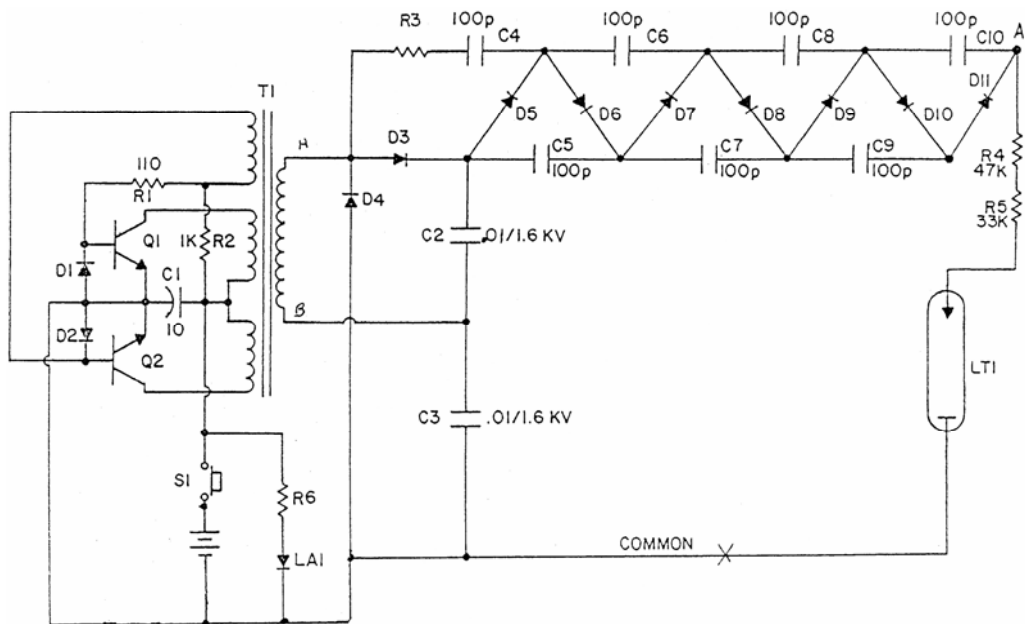 100p 100p 100p 100p
R3 C4 C6 C8 C10 A
T1
D5 D6 D7 D8 D9 D10 D11
A D3
110
R1
C5 C7 C9
100p 100p 100p
R4
47K
D4
R5
33K
Q1 1K R2
C2 .01/1.6 KV
D1 C1
B
D2 10
Q2
LT1
C3 .01/1.6 KV
S1 R6
COMMON
LA1